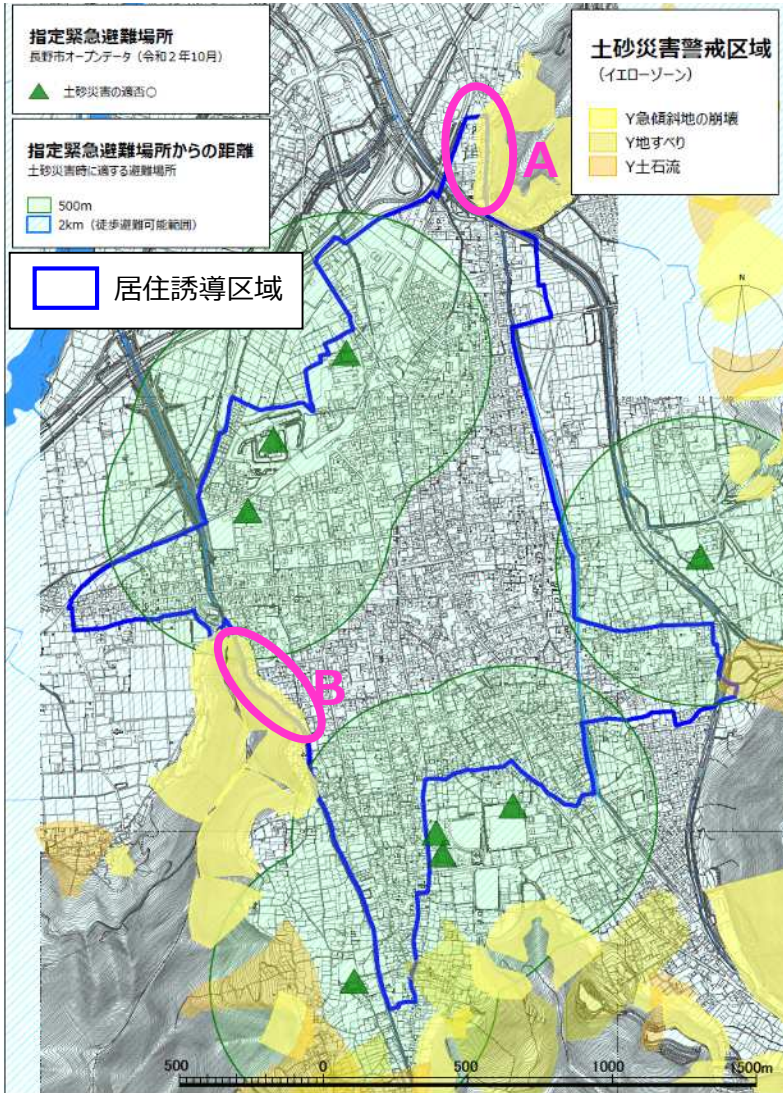 指定緊急避難場所
長野市オープンデータ（令和２年10月）
土砂災害の適否○
指定緊急避難場所からの距離
土砂災害時に適する避難場所
500m
2km（徒歩避難可能範囲）
居住誘導区域
土砂災害警戒区域
（イエローゾーン）
Y急傾斜地の崩壊
Y地すべり
Y土石流
A
N
B
500 0 500 1000 1500m